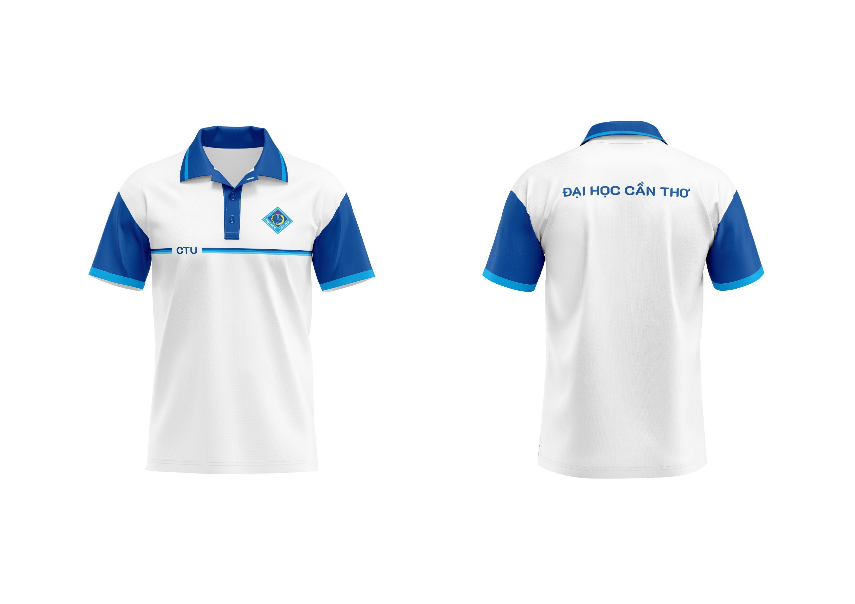 CTU
ĐẠI HỌC CẦN THƠ